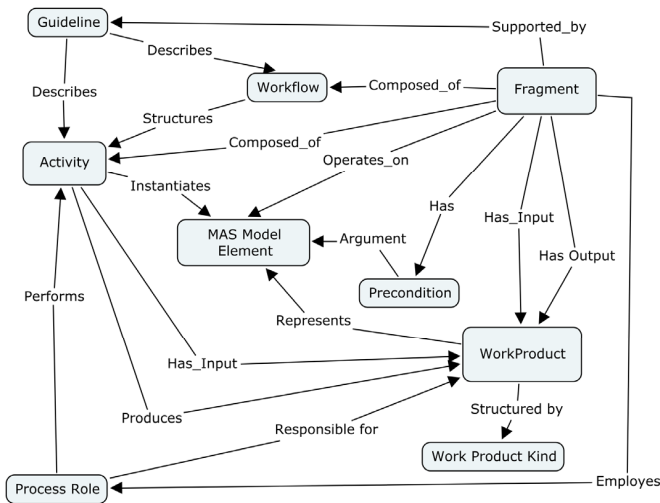 Guideline
Supported_by
Describes
Workflow
Composed_of
Fragment
Describes
Structures
Composed_of
Activity
Operates_on
Instantiates
Has
Has_Input
MAS Model
Element
Argument
Has Output
Precondition
Performs
Represents
WorkProduct
Has_Input
Produces
Structured by
Responsible for
Work Product Kind
Process Role
Employes